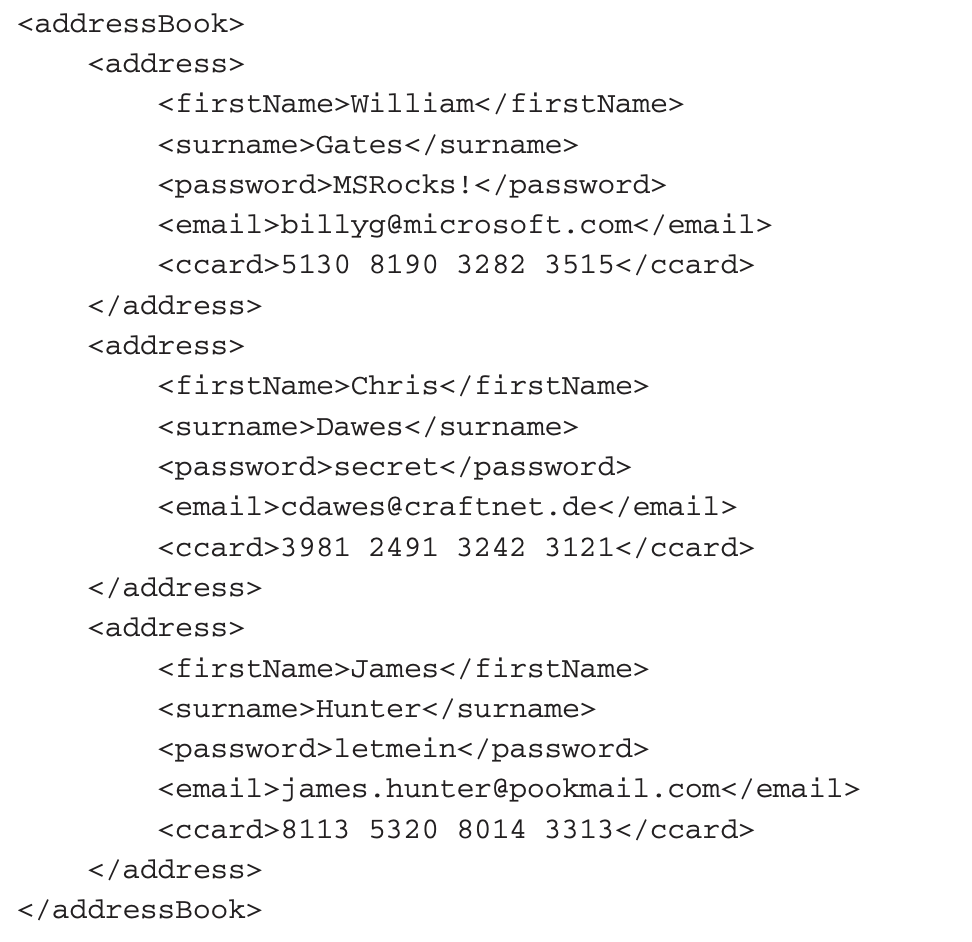 <addressBook>
    <address>
        <firstName>William</firstName>
        <surname>Gates</surname>
        <password>MSRocks!</password>
        <email>billyg@microsoft.com</email>
        <ccard>5130 8190 3282 3515</ccard>
    </address>
    <address>
        <firstName>Chris</firstName>
        <surname>Dawes</surname>
        <password>secret</password>
        <email>cdawes@craftnet.de</email>
        <ccard>3981 2491 3242 3121</ccard>
    </address>
    <address>
        <firstName>James</firstName>
        <surname>Hunter</surname>
        <password>letmein</password>
        <email>james.hunter@pookmail.com</email>
        <ccard>8113 5320 8014 3313</ccard>
    </address>
</addressBook>